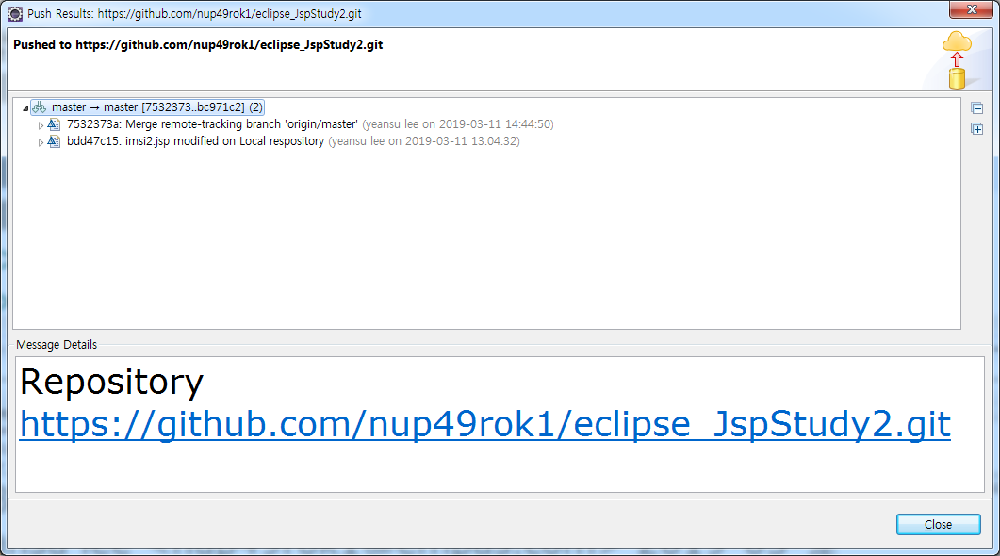 Push Results: https://github.com/nup49rok1/eclipse_JspStudy2.git
Pushed to https://github.com/nup49rok1/eclipse_JspStudy2.git
master → master [7532373..bc971c2] (2)
7532373a: Merge remote-tracking branch 'origin/master' (yeansu lee on 2019-03-11 14:44:50)
bdd47c15: imsi2.jsp modified on Local respository (yeansu lee on 2019-03-11 13:04:32)
Message Details
Repository
https://github.com/nup49rok1/eclipse_JspStudy2.git
Close